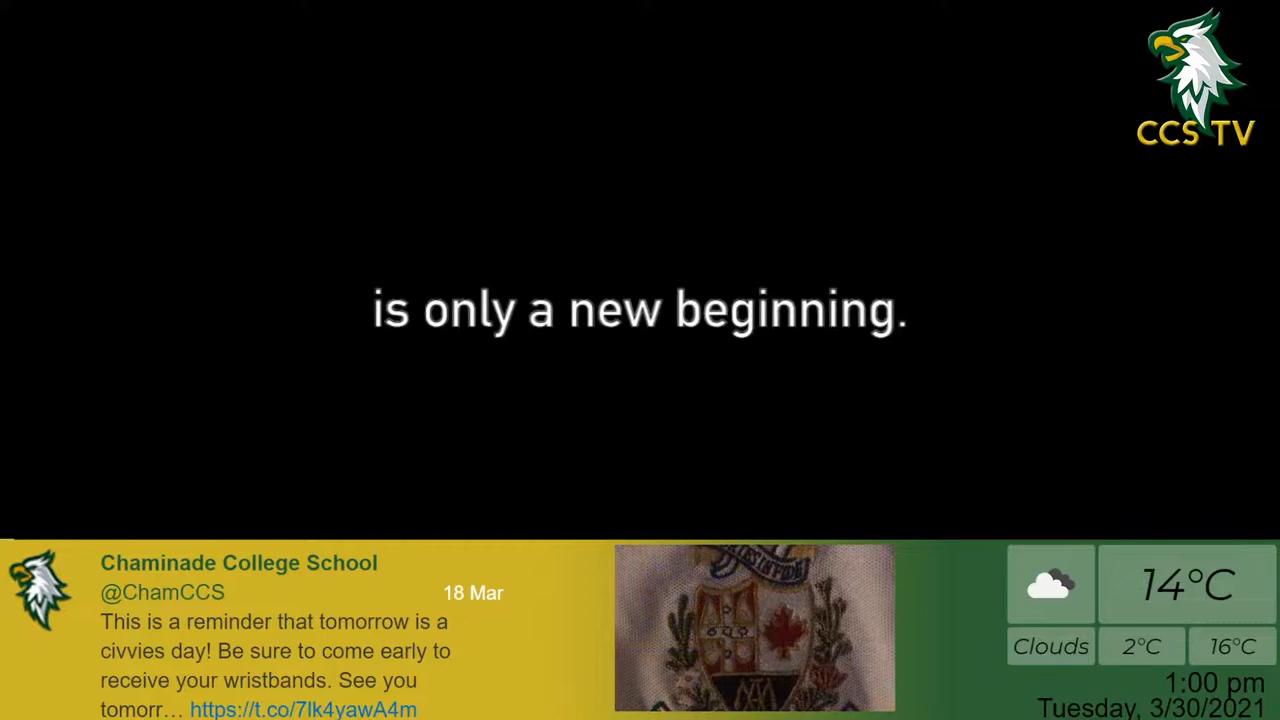 CCS TV
is only a new beginning.
Chaminade College School
@ChamCCS
18 Mar
This is a reminder that tomorrow is a
civvies day! Be sure to come early to
receive your wristbands. See you
tomorr… https://t.co/7lk4yawA4m
14°C
Clouds
2°C
16°C
1:00 pm
Tuesday, 3/30/2021